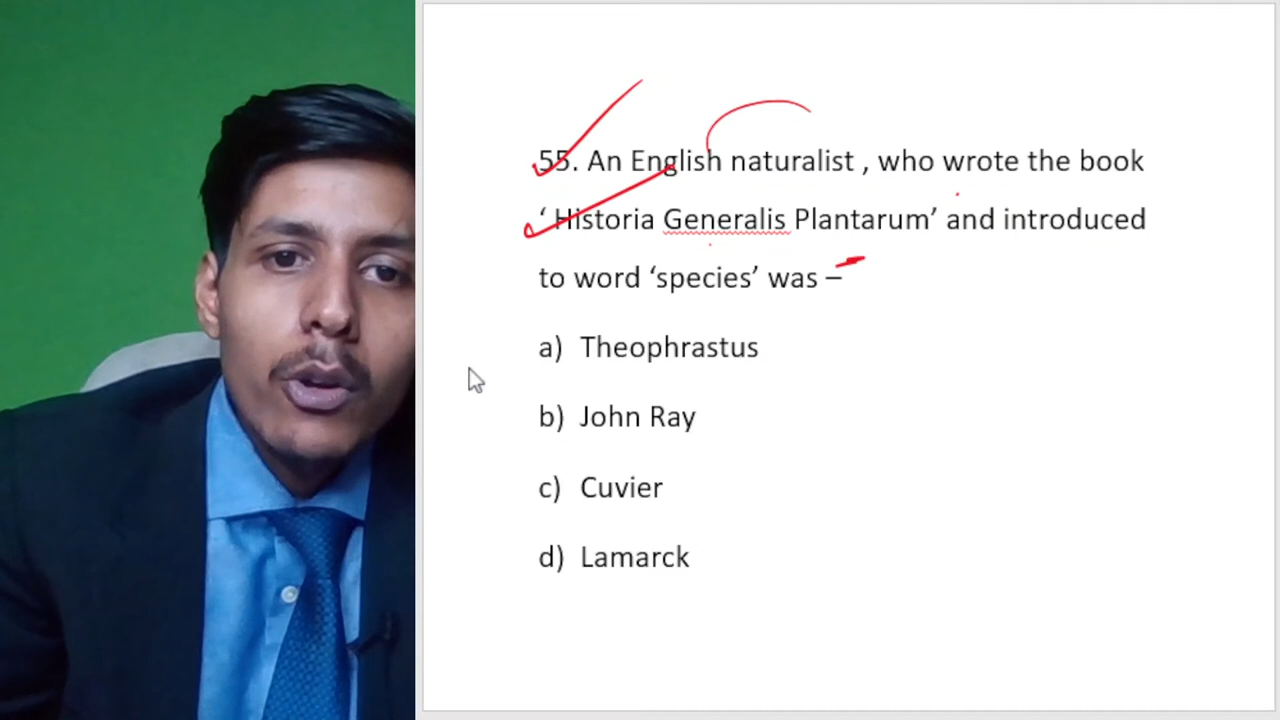 55. An English naturalist , who wrote the book
‘ Historia Generalis Plantarum’ and introduced
to word ‘species’ was –
a) Theophrastus
b) John Ray
c) Cuvier
d) Lamarck